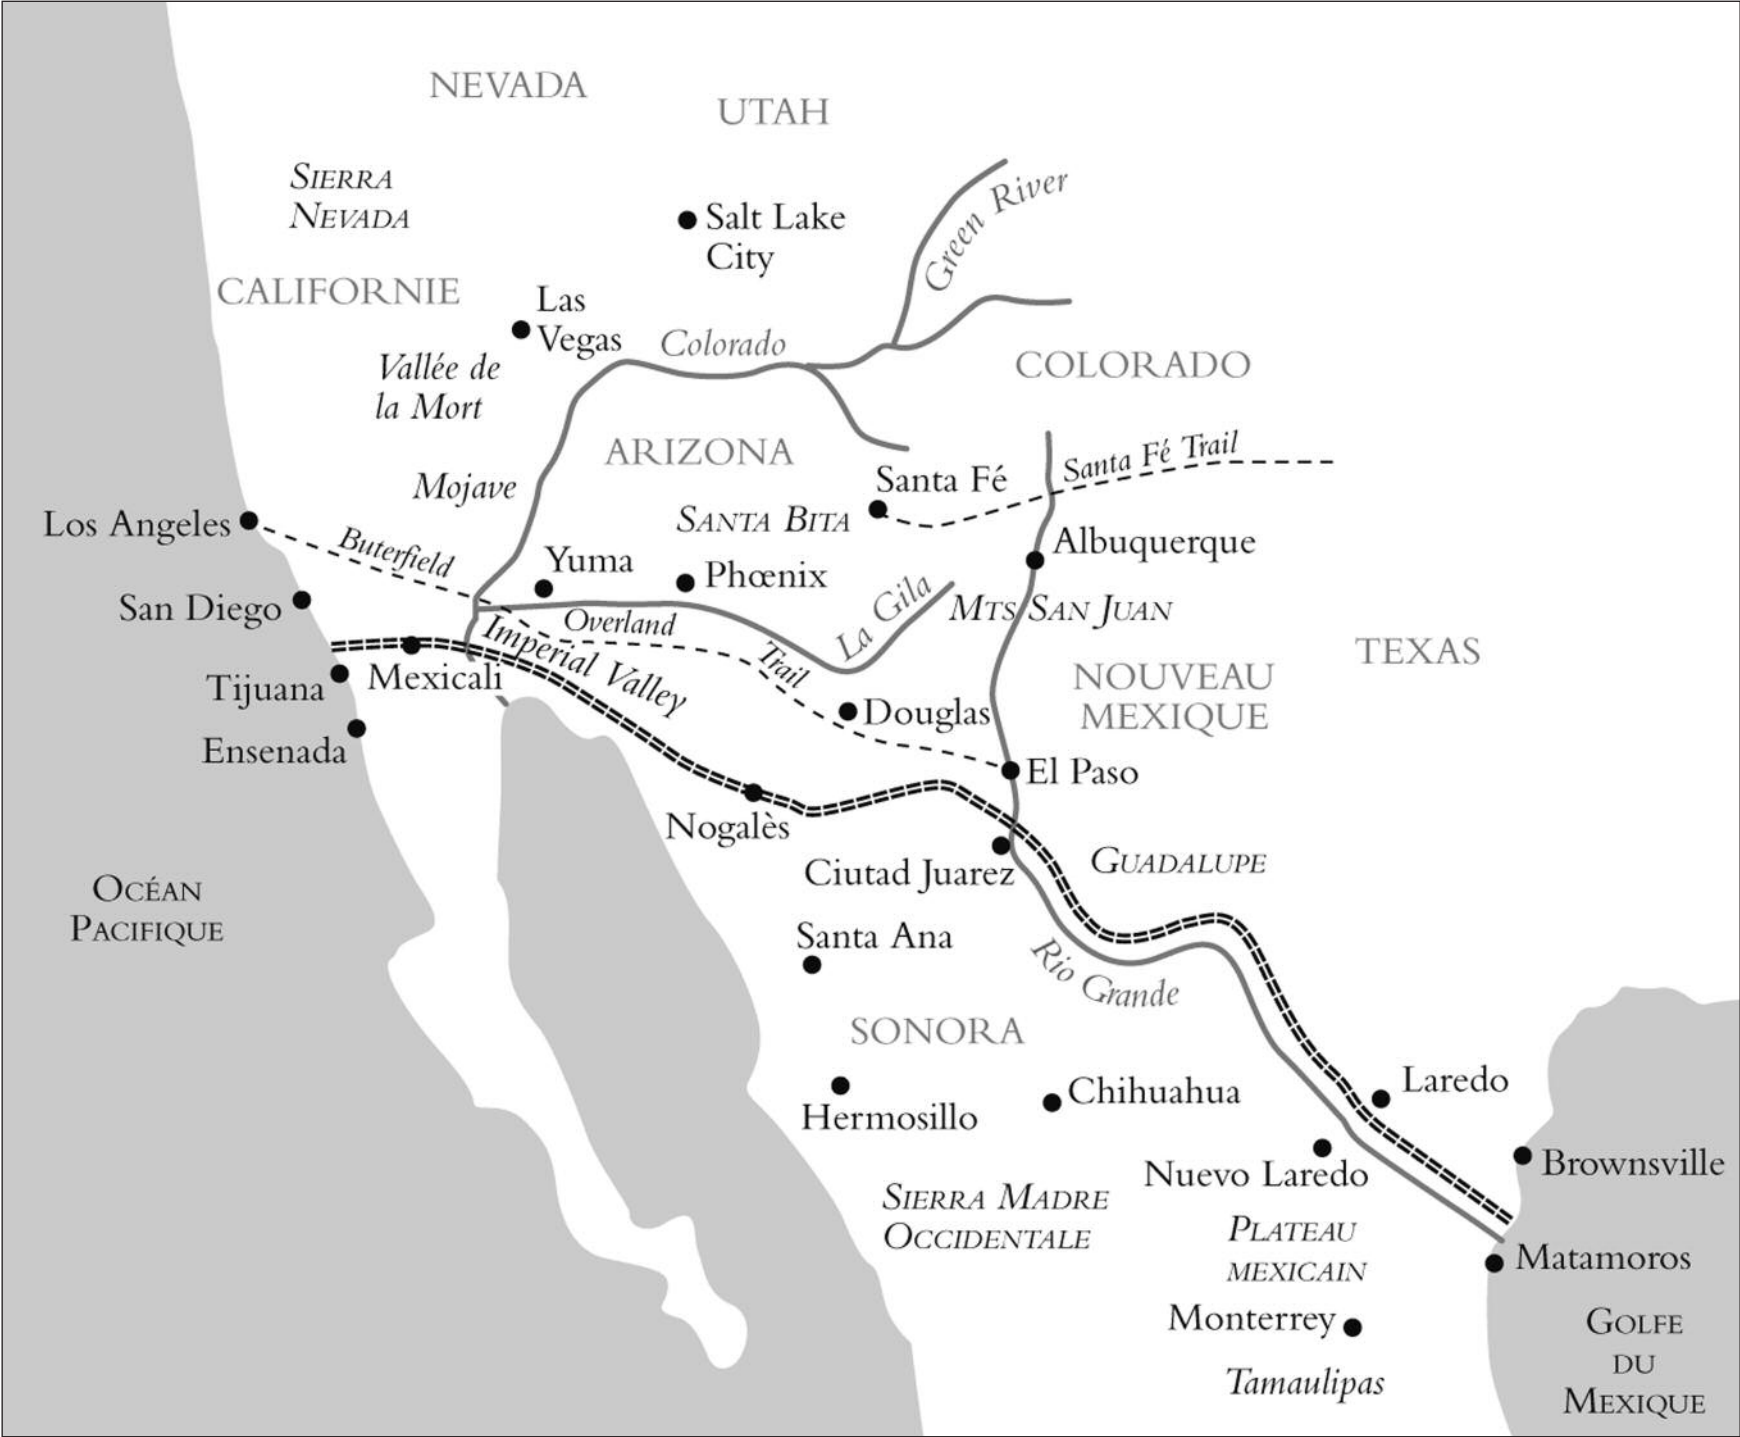 NEVADA
UTAH
SIERRA
NEVADA
Green River
Salt Lake
City
CALIFORNIE
Las
Vegas
Colorado
Vallée de
la Mort
COLORADO
ARIZONA
Santa Fé Trail
Mojave
Santa Fé
SANTA BITA
Los Angeles
Buterfield
Albuquerque
Yuma
Phœnix
San Diego
La Gila
MTS SAN JUAN
Overland
Imperial Valley
Trail
TEXAS
Mexicali
Tijuana
NOUVEAU
MEXIQUE
Douglas
Ensenada
El Paso
Nogalès
Ciutad Juarez
GUADALUPE
OCÉAN
PACIFIQUE
Santa Ana
Rio Grande
SONORA
Laredo
Chihuahua
Hermosillo
Brownsville
Nuevo Laredo
SIERRA MADRE
OCCIDENTALE
PLATEAU
MEXICAIN
Matamoros
Monterrey
GOLFE
DU
MEXIQUE
Tamaulipas